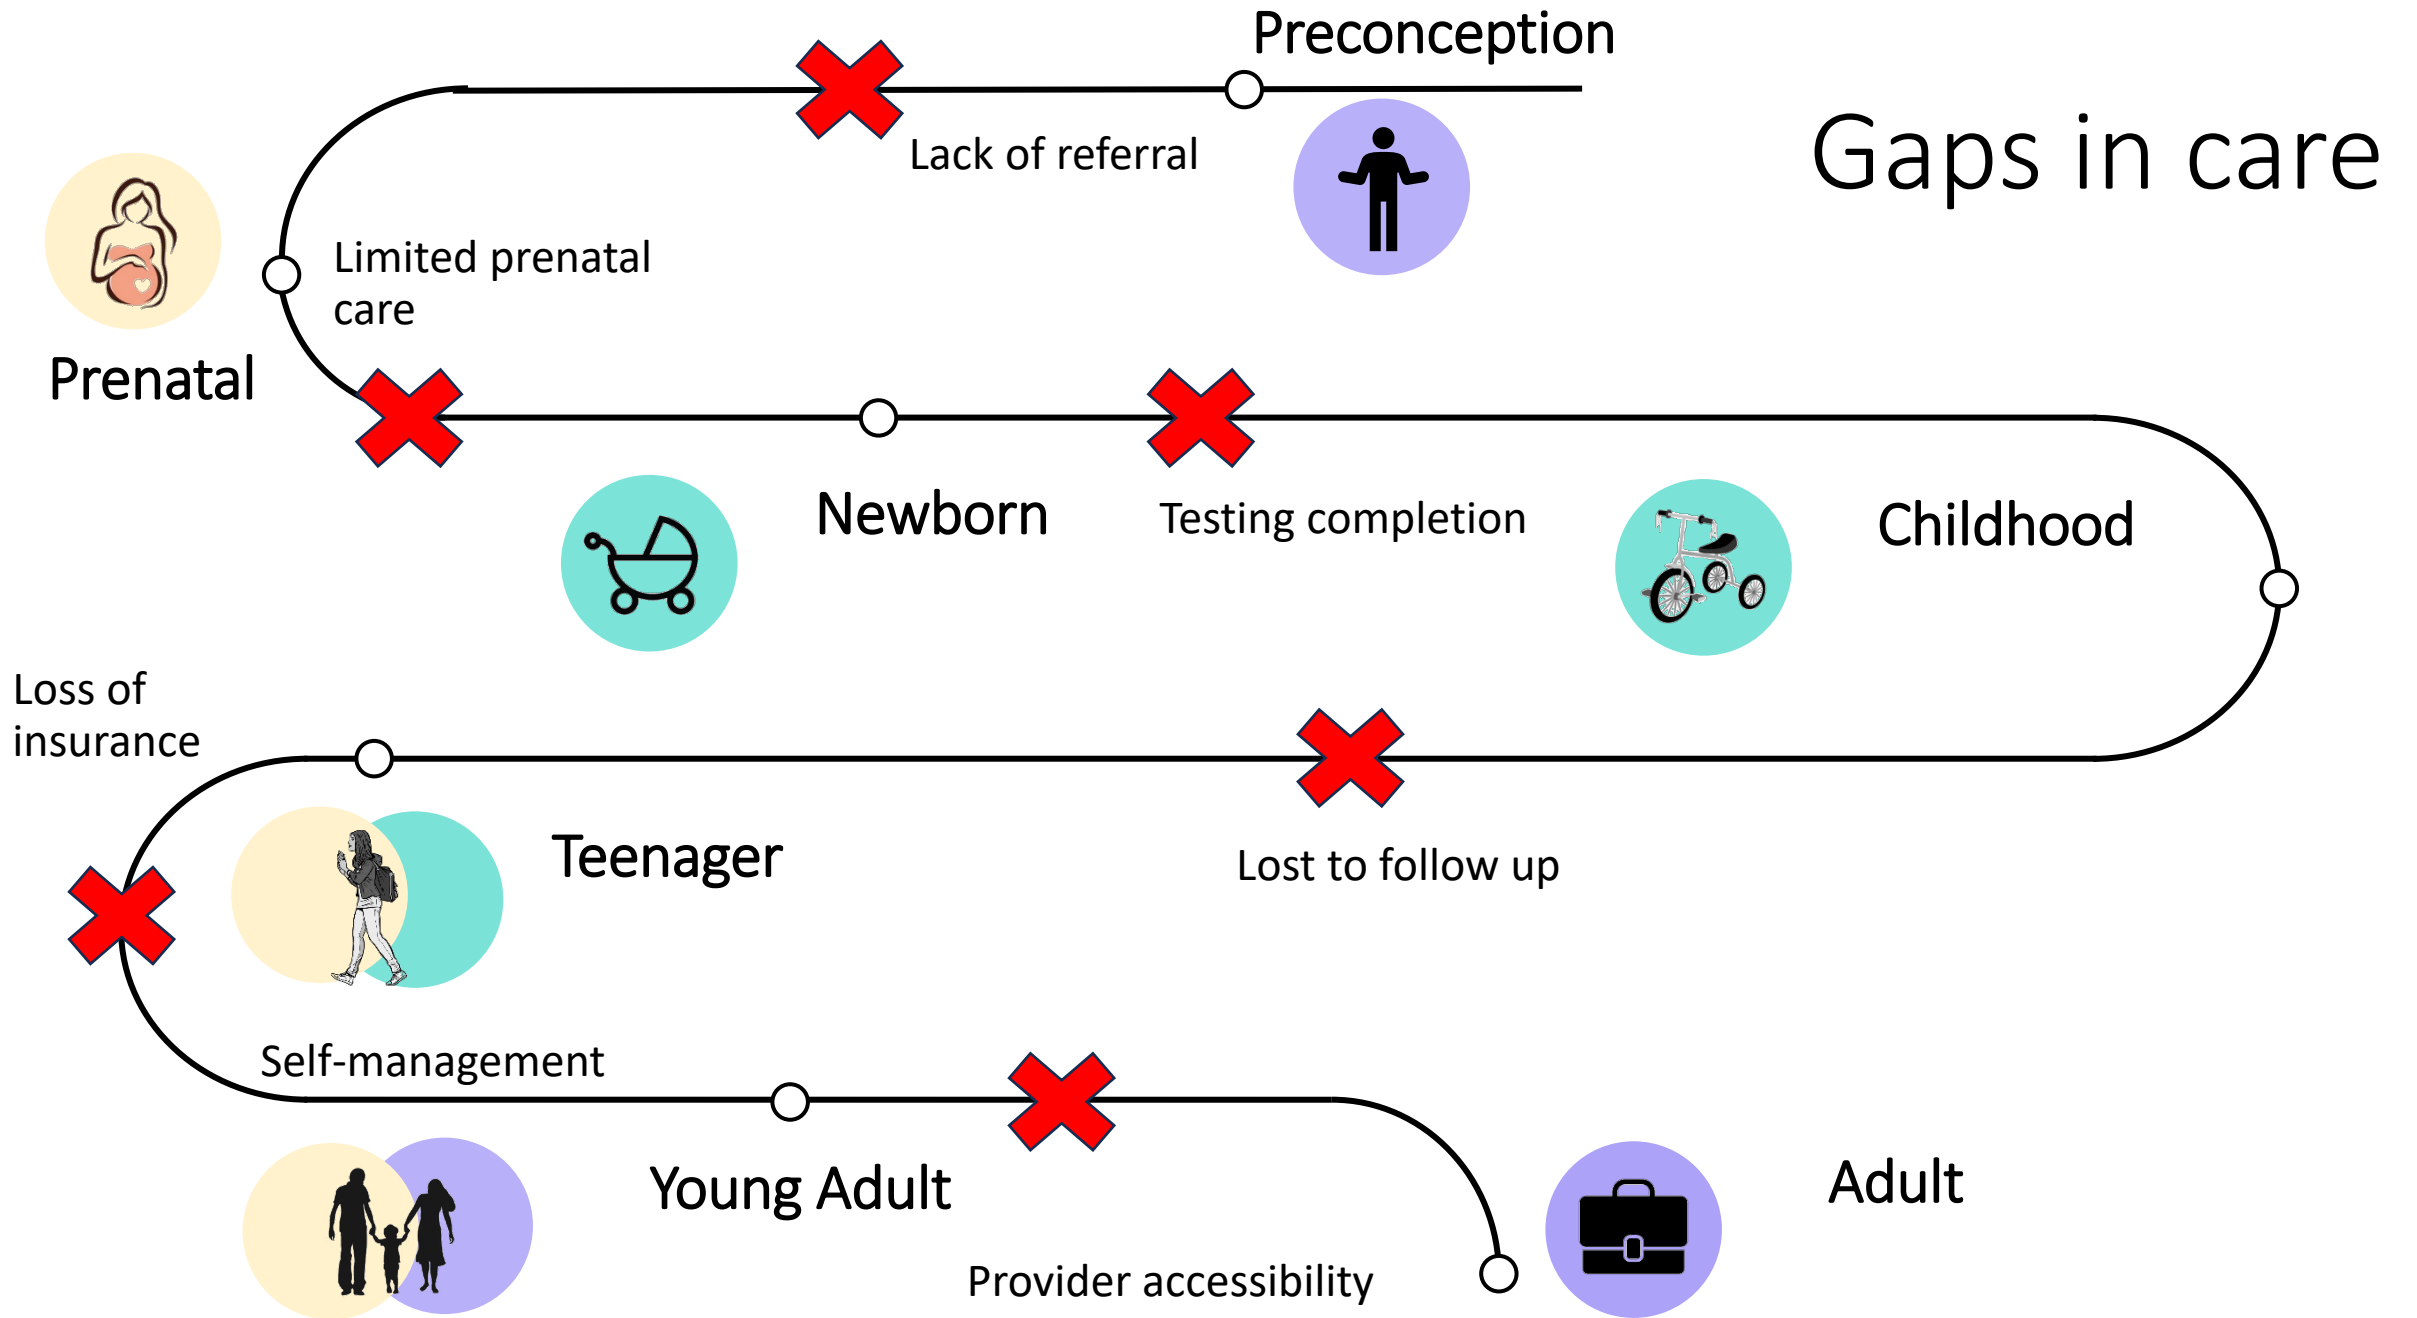 Preconception
Gaps in care
Lack of referral
Limited prenatal
care
Prenatal
Newborn
Testing completion
Childhood
Loss of
insurance
Teenager
Lost to follow up
Self-management
Young Adult
Adult
Provider accessibility